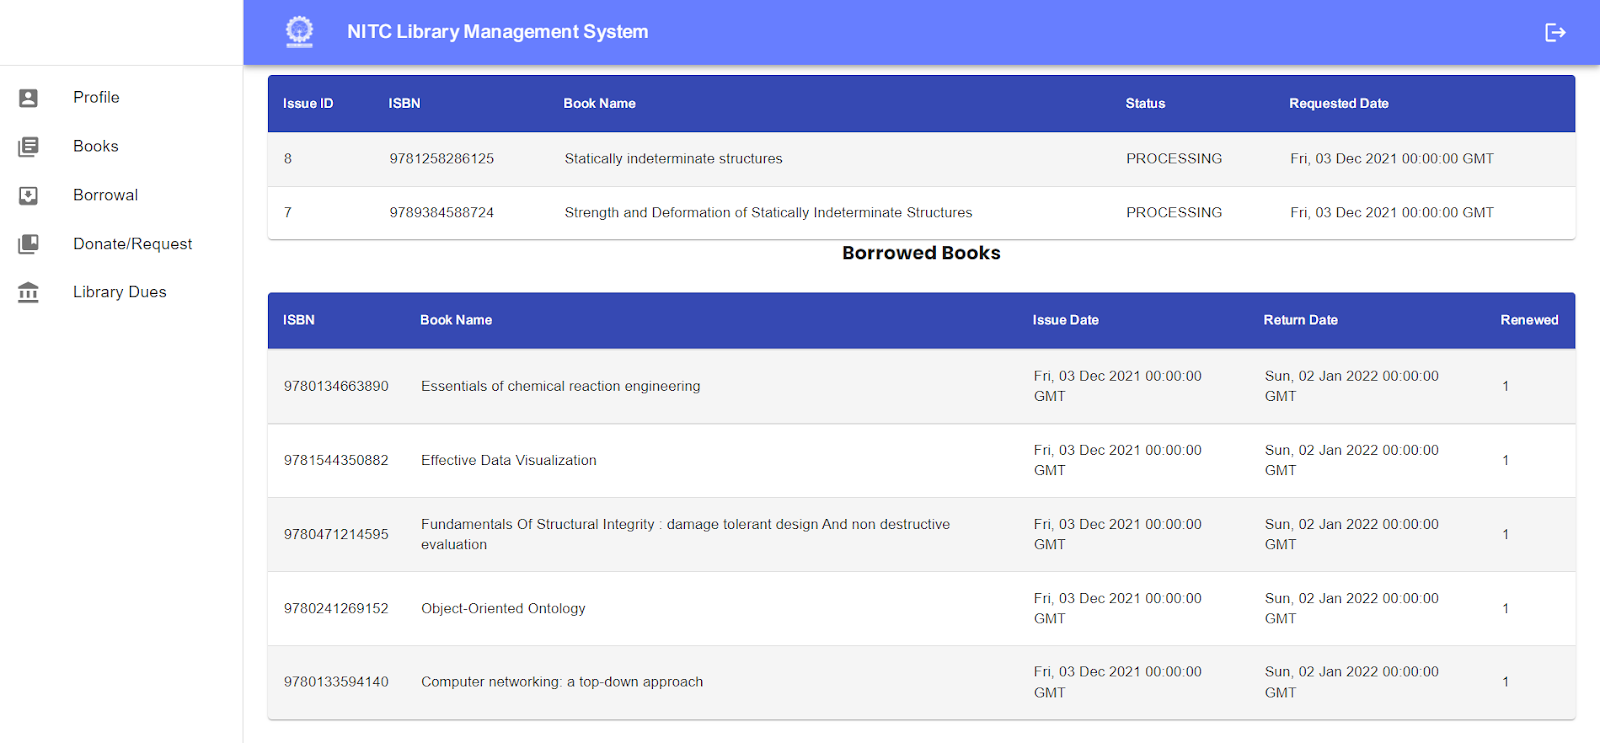 NITC Library Management System
Profile
Books
Borrowal
Donate/Request
Library Dues
Issue ID ISBN Book Name Status Requested Date
8 9781258286125 Statically indeterminate structures PROCESSING Fri, 03 Dec 2021 00:00:00 GMT
7 9789384588724 Strength and Deformation of Statically Indeterminate Structures PROCESSING Fri, 03 Dec 2021 00:00:00 GMT
Borrowed Books
ISBN Book Name Issue Date Return Date Renewed
9780134663890 Essentials of chemical reaction engineering Fri, 03 Dec 2021 00:00:00 GMT Sun, 02 Jan 2022 00:00:00 GMT 1
9781544350882 Effective Data Visualization Fri, 03 Dec 2021 00:00:00 GMT Sun, 02 Jan 2022 00:00:00 GMT 1
9780471214595 Fundamentals Of Structural Integrity : damage tolerant design And non destructive evaluation Fri, 03 Dec 2021 00:00:00 GMT Sun, 02 Jan 2022 00:00:00 GMT 1
9780241269152 Object-Oriented Ontology Fri, 03 Dec 2021 00:00:00 GMT Sun, 02 Jan 2022 00:00:00 GMT 1
9780133594140 Computer networking: a top-down approach Fri, 03 Dec 2021 00:00:00 GMT Sun, 02 Jan 2022 00:00:00 GMT 1